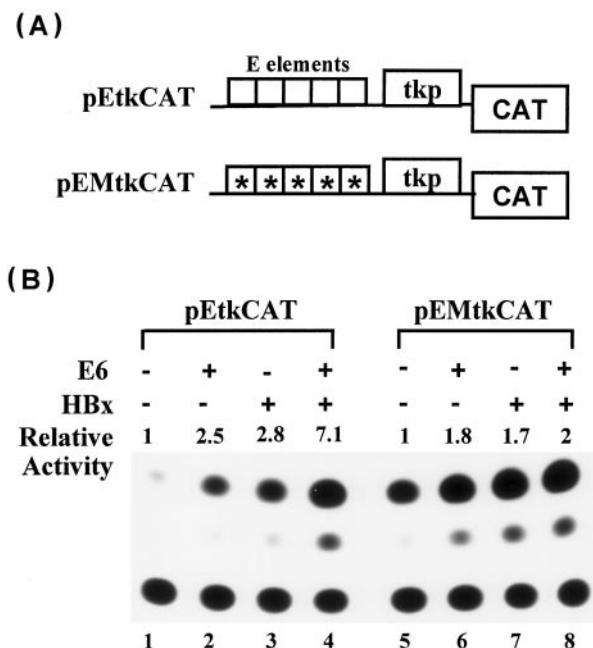 (A)
E elements
pEtkCAT
tkp
CAT
pEMtkCAT
* * * * *
tkp
CAT
(B)
pEtkCAT pEMtkCAT
E6 - + - + - + - +
HBx - - + + - - + +
Relative 1 2.5 2.8 7.1 1 1.8 1.7 2
Activity
1 2 3 4 5 6 7 8